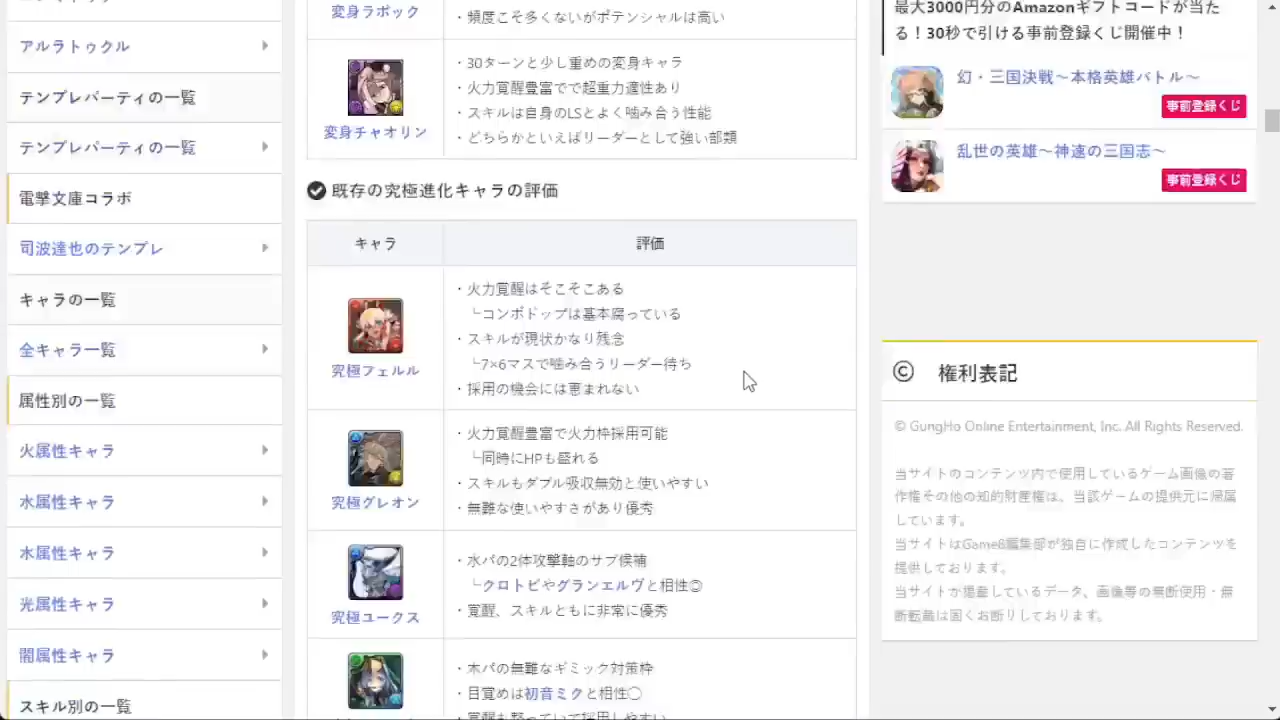 アルラトゥクル
テンプレパーティの一覧
テンプレパーティの一覧
電撃文庫コラボ
司波達也のテンプレ
キャラの一覧
全キャラ一覧
属性別の一覧
火属性キャラ
水属性キャラ
水属性キャラ
光属性キャラ
闇属性キャラ
スキル別の一覧
変身ラボック
・頻度こそ多くないがポテンシャルは高い
変身チャオリン
・30ターンと少し重めの変身キャラ
・火力覚醒豊富でで超重力適性あり
・スキルは自身のLSとよく噛み合う性能
・どちらかといえばリーダーとして強い部類
既存の究極進化キャラの評価
キャラ
評価
究極フェルル
・火力覚醒はそこそこある
└コンボドップは基本腐っている
・スキルが現状かなり残念
└7×6マスで噛み合うリーダー待ち
・採用の機会には恵まれない
究極グレオン
・火力覚醒豊富で火力枠採用可能
└同時にHPも盛れる
・スキルもダブル吸収無効と使いやすい
・無難な使いやすさがあり優秀
究極ユークス
・水パの2体攻撃軸のサブ候補
└クロトビやグランエルヴと相性◎
・覚醒、スキルともに非常に優秀
・木パの無難なギミック対策枠
・目覚めは初音ミクと相性◯
・覚醒も整っていて採用しやすい
最大3000円分のAmazonギフトコードが当た
る！30秒で引ける事前登録くじ開催中！
幻・三国決戦～本格英雄バトル～
事前登録くじ
乱世の英雄～神速の三国志～
事前登録くじ
© 権利表記
© GungHo Online Entertainment, Inc. All Rights Reserved.
当サイトのコンテンツ内で使用しているゲーム画像の著
作権その他の知的財産権は、当該ゲームの提供元に帰属
しています。
当サイトはGame8編集部が独自に作成したコンテンツを
提供しております。
当サイトが掲載しているデータ、画像等の無断使用・無
断転載は固くお断りしております。